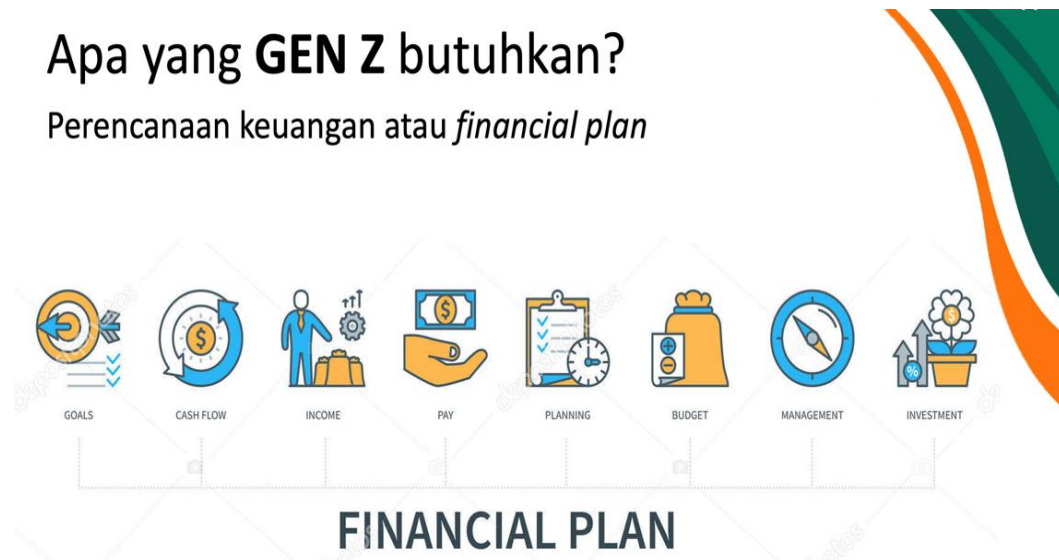 Apa yang GEN Z butuhkan?
Perencanaan keuangan atau financial plan
GOALS
CASH FLOW
INCOME
PAY
PLANNING
BUDGET
MANAGEMENT
INVESTMENT
FINANCIAL PLAN